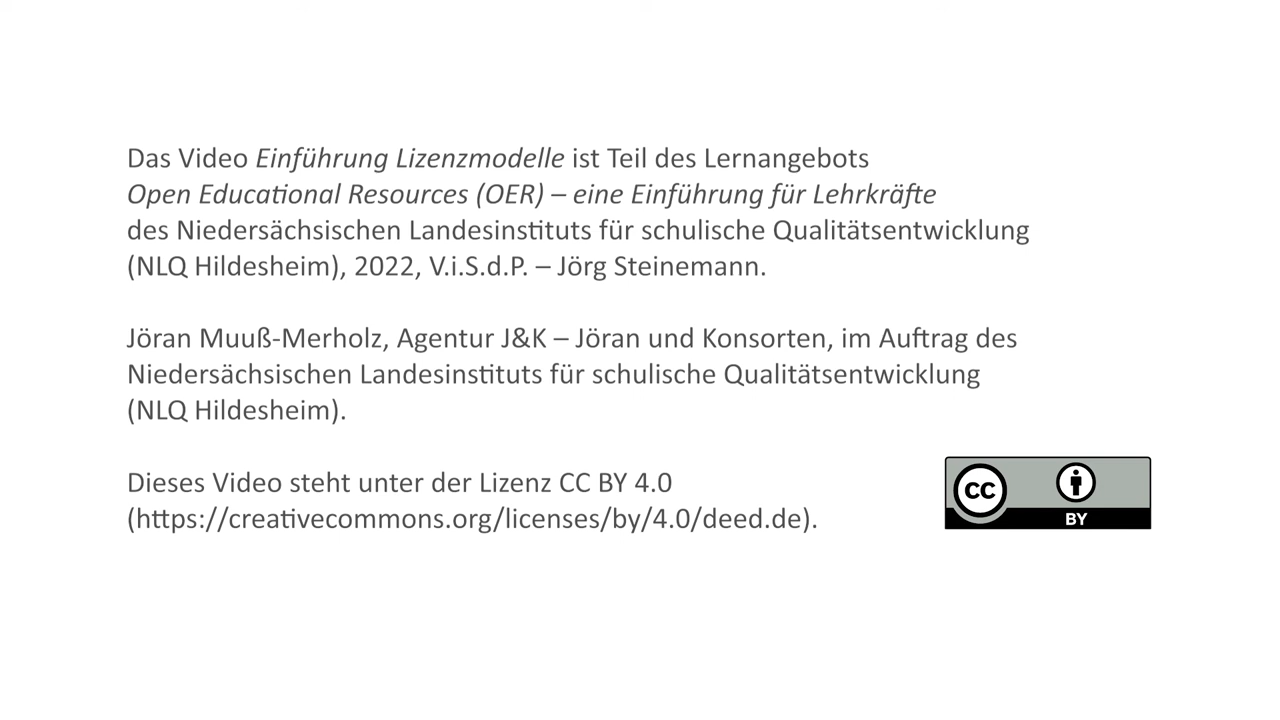 Das Video Einführung Lizenzmodelle ist Teil des Lernangebots
Open Educational Resources (OER) – eine Einführung für Lehrkräfte
des Niedersächsischen Landesinstituts für schulische Qualitätsentwicklung
(NLQ Hildesheim), 2022, V.i.S.d.P. – Jörg Steinemann.
Jöran Muuß-Merholz, Agentur J&K – Jöran und Konsorten, im Auftrag des
Niedersächsischen Landesinstituts für schulische Qualitätsentwicklung
(NLQ Hildesheim).
Dieses Video steht unter der Lizenz CC BY 4.0
(https://creativecommons.org/licenses/by/4.0/deed.de).
CC
BY